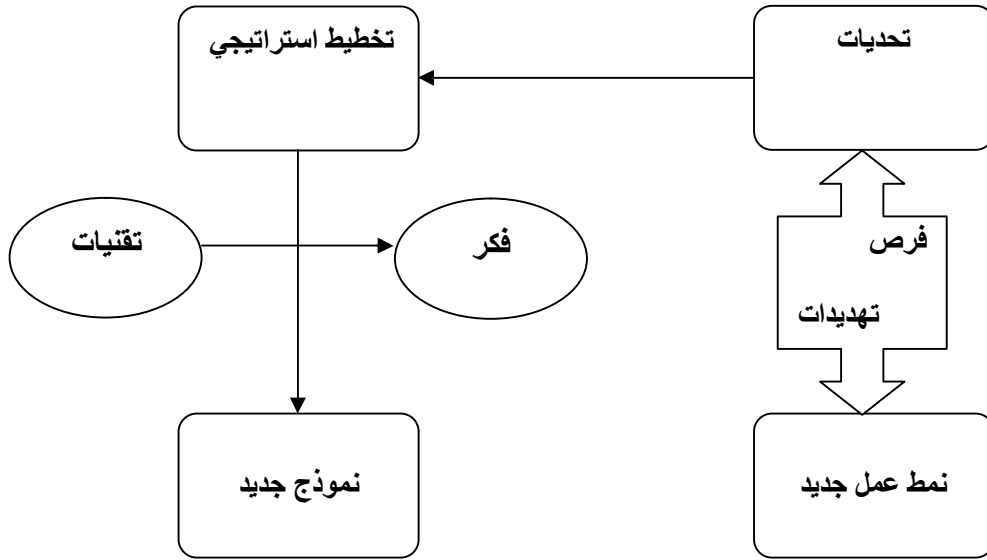 تحديات
تخطيط استراتيجي
فرص
فكر
تقنيات
تهديدات
نمط عمل جديد
نموذج جديد